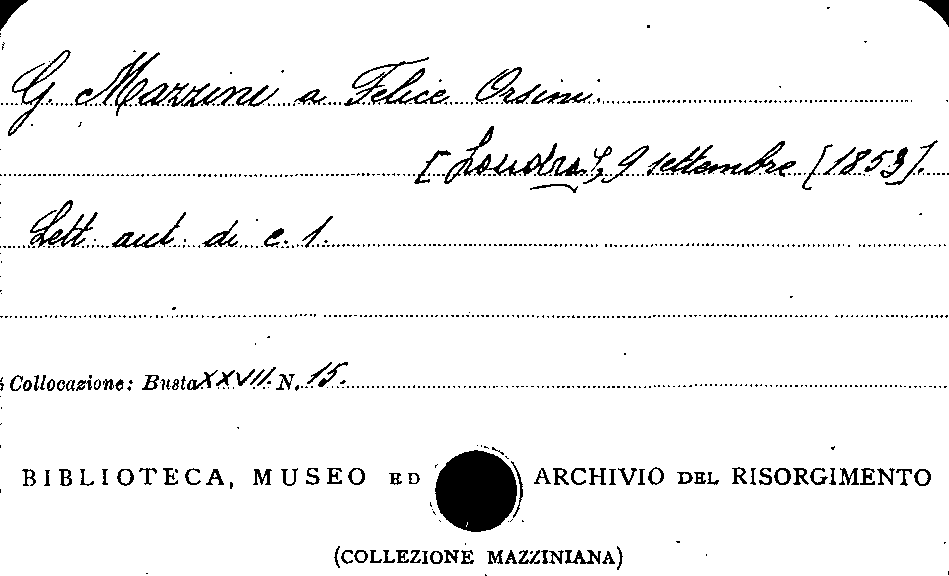 G. Mazzini a Felice Orsini.
[Londra], 9 settembre [1853].
Lett. aut. di c. 1.
Collocazione: Busta XXVII. N. 15.
BIBLIOTECA, MUSEO ED ARCHIVIO DEL RISORGIMENTO
(COLLEZIONE MAZZINIANA)